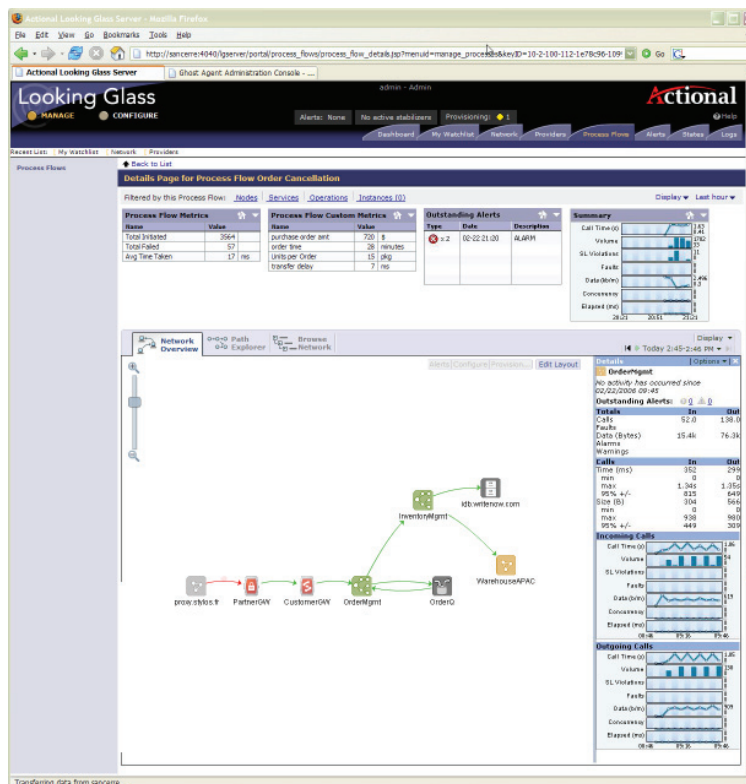 Actional Looking Glass Server - Mozilla Firefox
File Edit View Go Bookmarks Tools Help
http://sancerre:4040/lgserver/portal/process_flows/process_flow_details.jsp?menuid=manage_processes&keyID=10-2-100-112-1e78c96-109
Go
Actional Looking Glass Server
Ghost Agent Administration Console - ...
Looking Glass
admin - Admin
Actional
MANAGE
CONFIGURE
Alerts: None
No active stabilizers
Provisioning: 1
Help
Dashboard
My Watchlist
Network
Providers
Process Flows
Alerts
States
Logs
Recent List: My Watchlist Network Providers
Process Flows
Back to List
Details Page for Process Flow Order Cancellation
Filtered by this Process Flow: Nodes Services Operations Instances (0)
Display Last hour
Process Flow Metrics
Name Value
Total Initiated 3564
Total Failed 57
Avg Time Taken 17 ms
Process Flow Custom Metrics
Name Value
purchase order amt 720 $
order time 28 minutes
Units per Order 15 pkg
transfer delay 7 ms
Outstanding Alerts
Type Date Description
x 2 02-22 21:20 ALARM
Summary
Call Time (s)
Volume
SL Violations
Faults
Data (kb/m)
Concurrency
Elapsed (ms)
20:21 20:51 21:21
Network Overview
Path Explorer
Browse Network
Display
Today 2:45-2:46 PM
Alerts Configure Provision...
Edit Layout
Details
Options
OrderMgmt
No activity has occurred since
02/22/2006 09:45
Outstanding Alerts: 0 0
Totals In Out
Calls 52.0 138.0
Faults
Data (Bytes) 15.4k 76.3k
Alarms
Warnings
Calls In Out
Time (ms) 352 299
min 0 0
max 1.34s 1.35s
95% +/- 815 649
Size (B) 304 566
min 0 0
max 938 980
95% +/- 449 309
Incoming Calls
Call Time (s)
Volume
SL Violations
Faults
Data (b/m)
Concurrency
Elapsed (ms)
Outgoing Calls
Call Time (s)
Volume
SL Violations
Faults
Data (b/m)
Concurrency
Elapsed (ms)
idb.writenow.com
InventoryMgmt
WarehouseAPAC
proxy.stylos.fr
PartnerGW
CustomerGW
OrderMgmt
OrderQ
Transferring data from sancerre